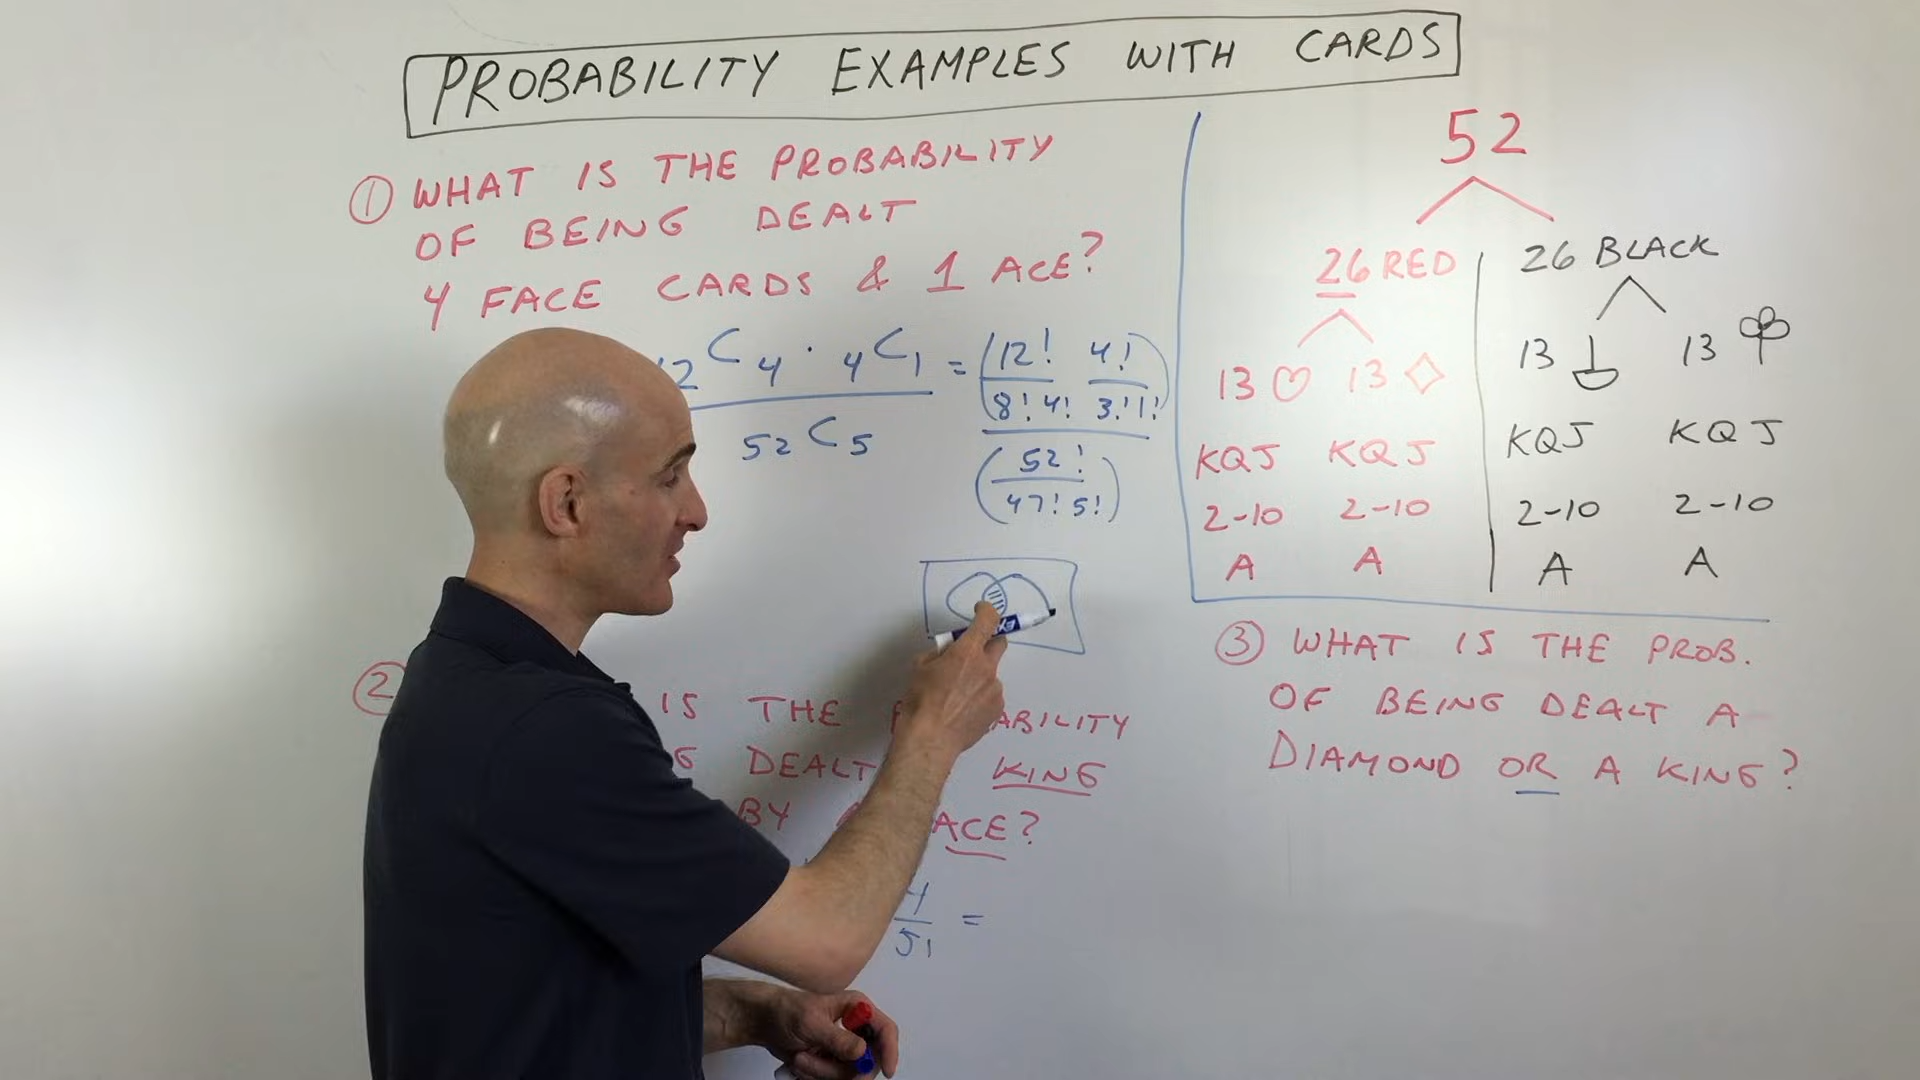 PROBABILITY EXAMPLES WITH CARDS
① WHAT IS THE PROBABILITY
OF BEING DEALT
4 FACE CARDS & 1 ACE?
12C4 · 4C1 = (12! 4!
8!4! 3!1!)
52C5
(52!
47!5!)
②
IS THE ABILITY
DEALT KING
BY ACE?
4
51 =
52
26 RED 26 BLACK
13 ♡ 13 ♢ 13 13
KQJ KQJ KQJ KQJ
2-10 2-10 2-10 2-10
A A A A
③ WHAT IS THE PROB.
OF BEING DEALT A
DIAMOND OR A KING?